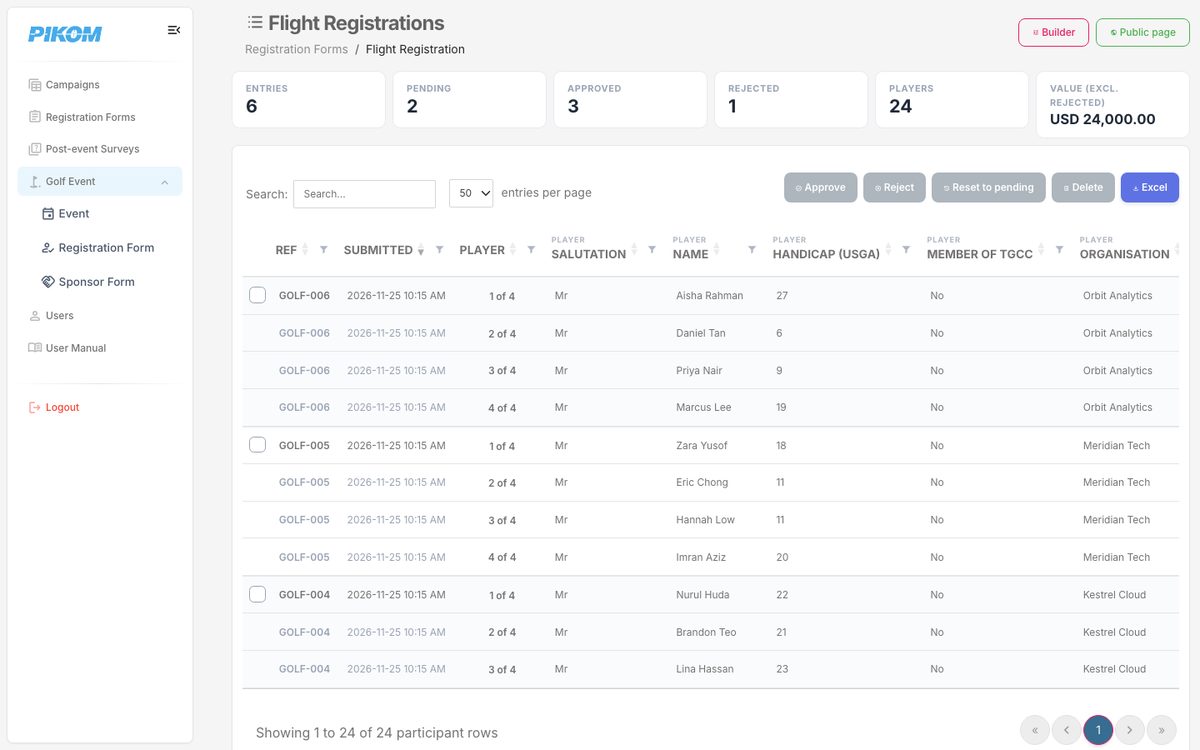 PIKOM
Campaigns
Registration Forms
Post-event Surveys
Golf Event
Event
Registration Form
Sponsor Form
Users
User Manual
Logout
Flight Registrations
Registration Forms / Flight Registration
Builder
Public page
ENTRIES
6
PENDING
2
APPROVED
3
REJECTED
1
PLAYERS
24
VALUE (EXCL.
REJECTED)
USD 24,000.00
Search: Search... 50 entries per page
Approve Reject Reset to pending Delete Excel
REF SUBMITTED PLAYER PLAYER SALUTATION PLAYER NAME PLAYER HANDICAP (USGA) PLAYER MEMBER OF TGCC PLAYER ORGANISATION
GOLF-006 2026-11-25 10:15 AM 1 of 4 Mr Aisha Rahman 27 No Orbit Analytics
GOLF-006 2026-11-25 10:15 AM 2 of 4 Mr Daniel Tan 6 No Orbit Analytics
GOLF-006 2026-11-25 10:15 AM 3 of 4 Mr Priya Nair 9 No Orbit Analytics
GOLF-006 2026-11-25 10:15 AM 4 of 4 Mr Marcus Lee 19 No Orbit Analytics
GOLF-005 2026-11-25 10:15 AM 1 of 4 Mr Zara Yusof 18 No Meridian Tech
GOLF-005 2026-11-25 10:15 AM 2 of 4 Mr Eric Chong 11 No Meridian Tech
GOLF-005 2026-11-25 10:15 AM 3 of 4 Mr Hannah Low 11 No Meridian Tech
GOLF-005 2026-11-25 10:15 AM 4 of 4 Mr Imran Aziz 20 No Meridian Tech
GOLF-004 2026-11-25 10:15 AM 1 of 4 Mr Nurul Huda 22 No Kestrel Cloud
GOLF-004 2026-11-25 10:15 AM 2 of 4 Mr Brandon Teo 21 No Kestrel Cloud
GOLF-004 2026-11-25 10:15 AM 3 of 4 Mr Lina Hassan 23 No Kestrel Cloud
Showing 1 to 24 of 24 participant rows
« ‹ 1 › »